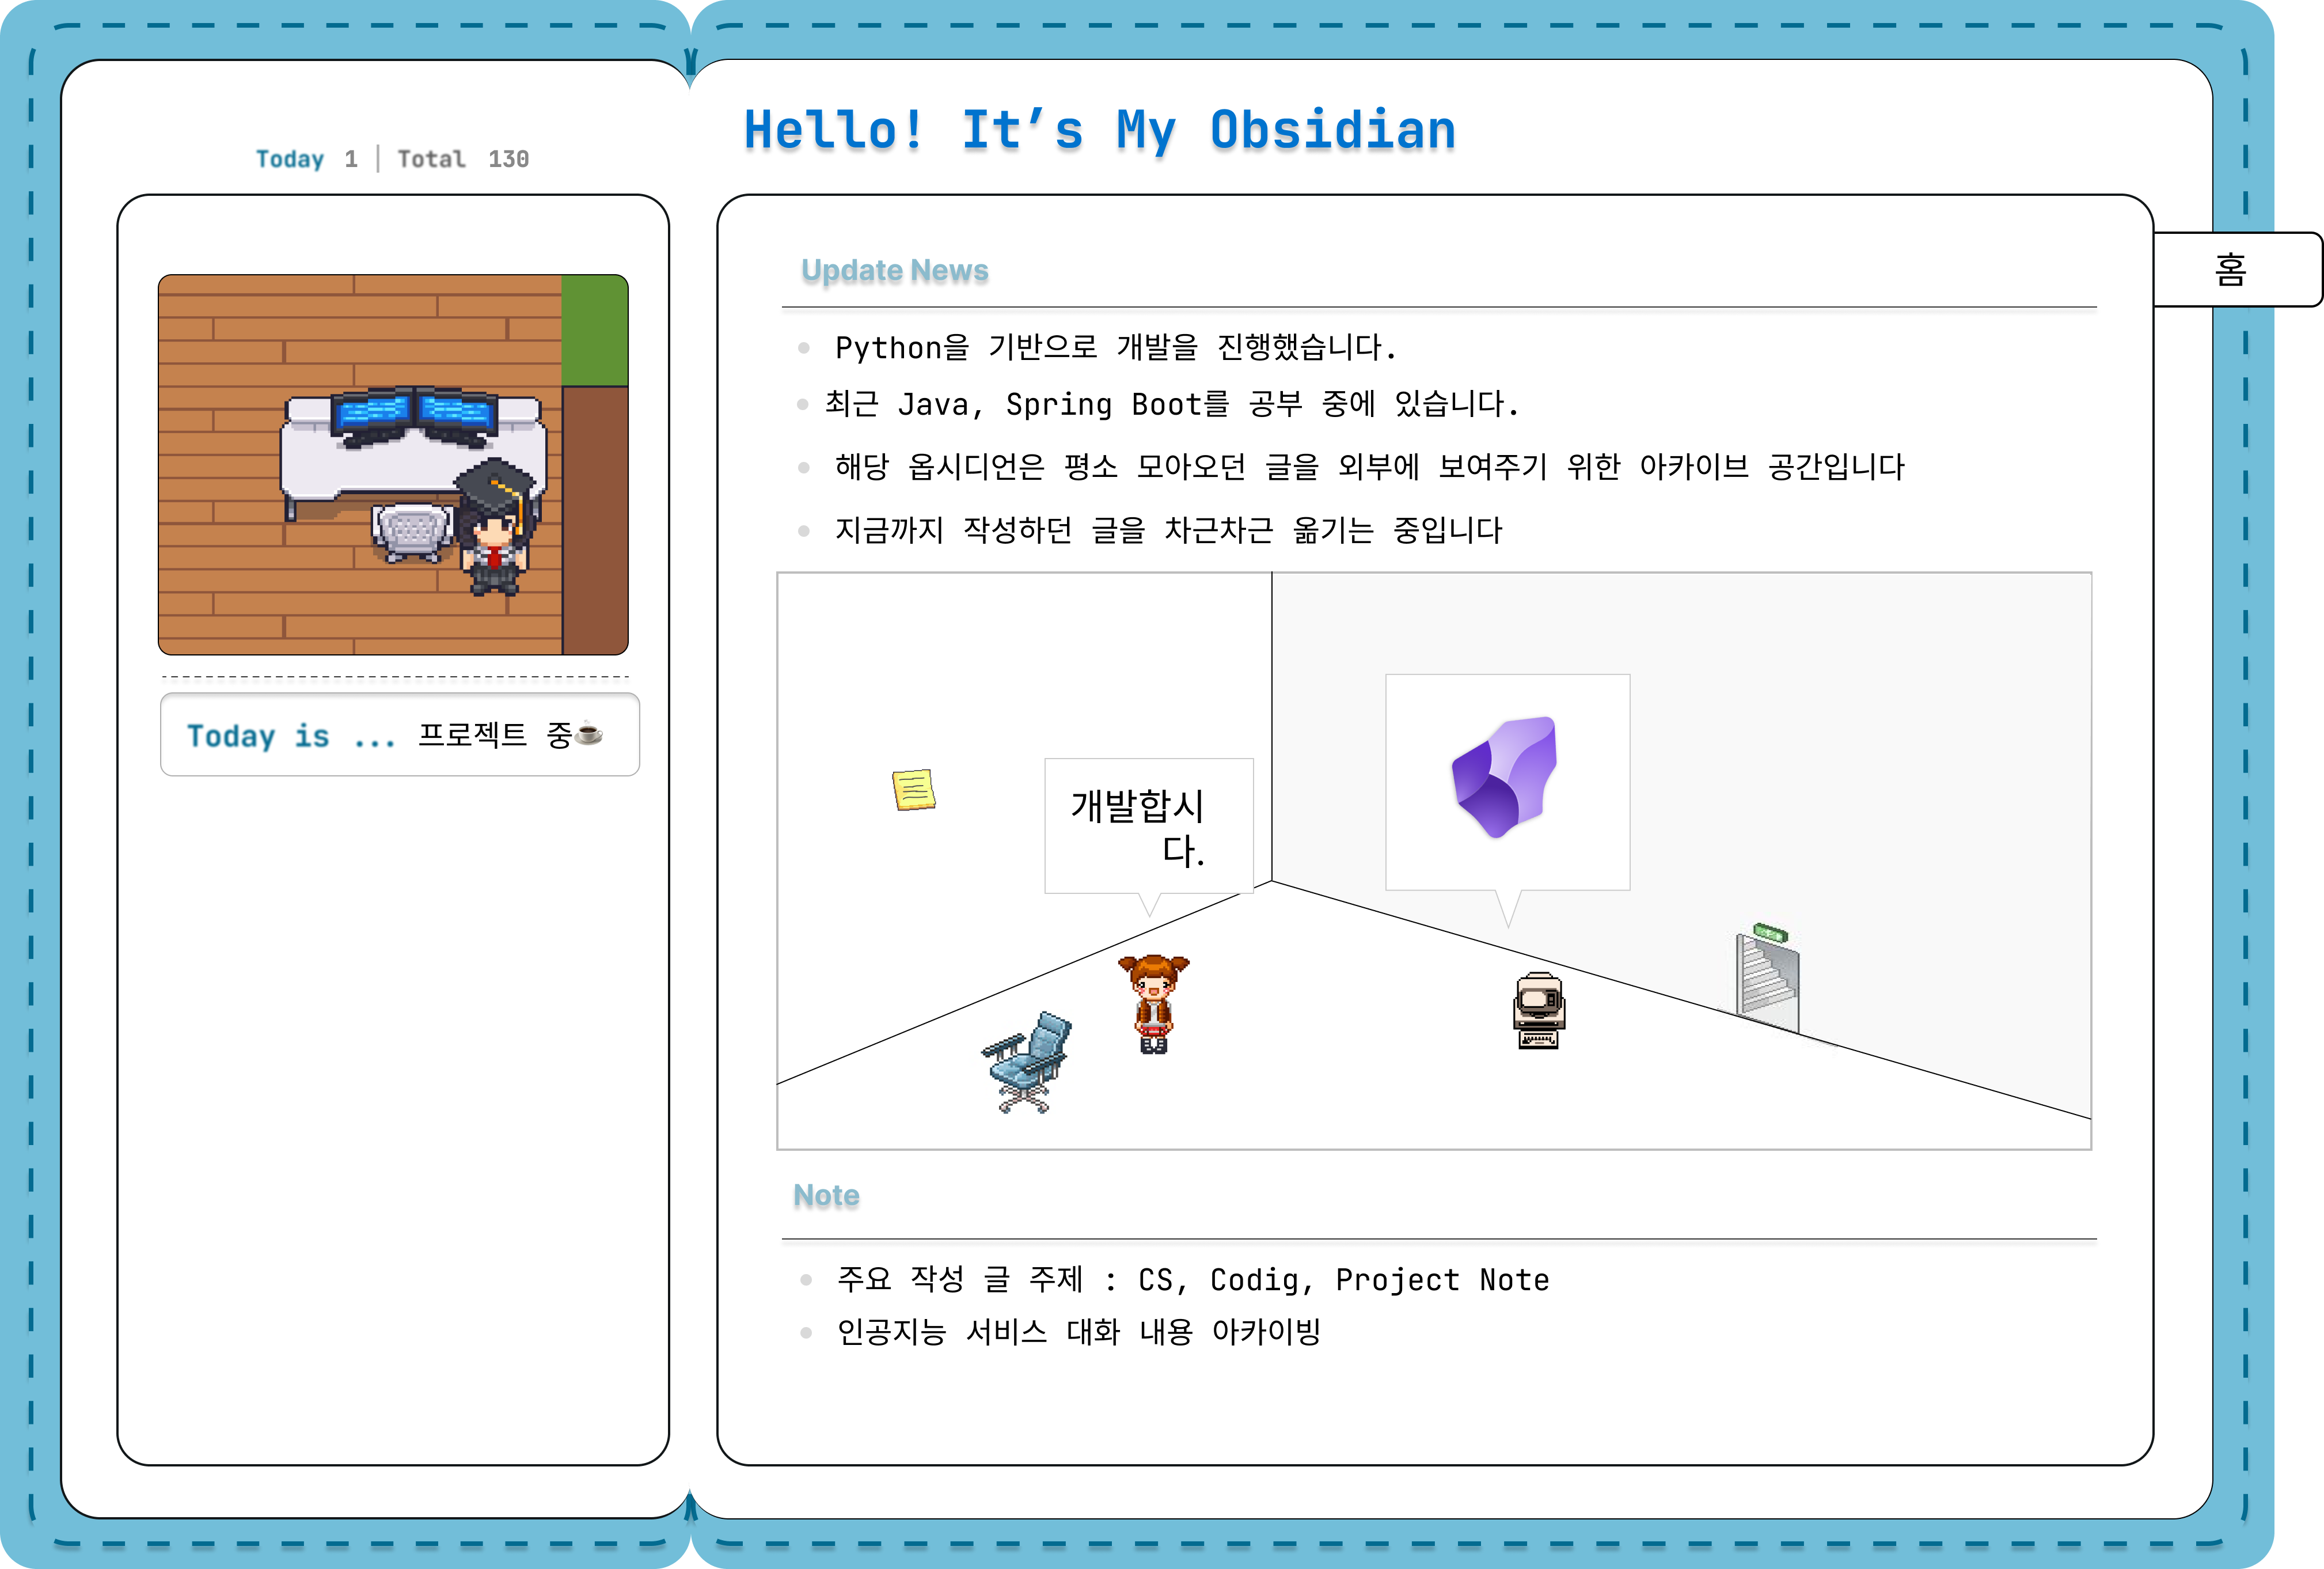 Hello! It’s My Obsidian
Today 1 | Total 130
Today is ... 프로젝트 중☕
홈
Update News
Python을 기반으로 개발을 진행했습니다.
최근 Java, Spring Boot를 공부 중에 있습니다.
해당 옵시디언은 평소 모아오던 글을 외부에 보여주기 위한 아카이브 공간입니다
지금까지 작성하던 글을 차근차근 옮기는 중입니다
개발합시
다.
Note
주요 작성 글 주제 : CS, Codig, Project Note
인공지능 서비스 대화 내용 아카이빙